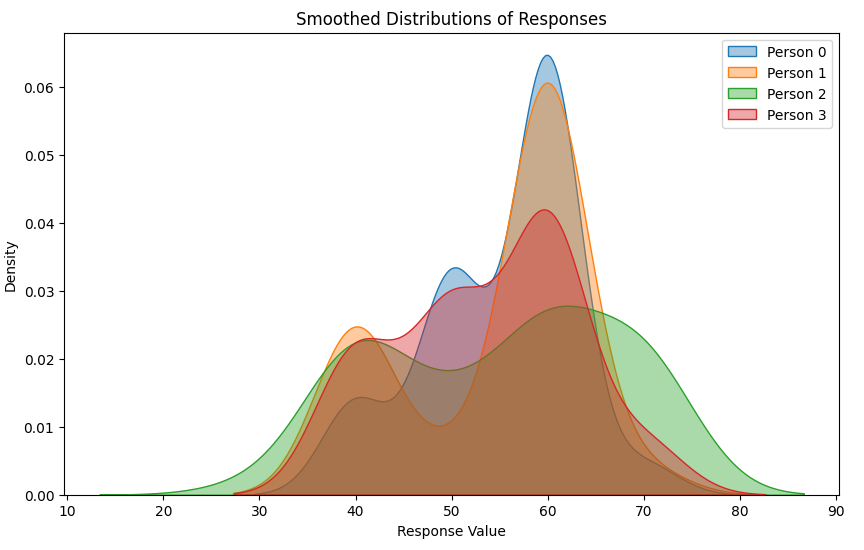 Smoothed Distributions of Responses
Person 0
Person 1
Person 2
Person 3
Density
0.06
0.05
0.04
0.03
0.02
0.01
0.00
10 20 30 40 50 60 70 80 90
Response Value